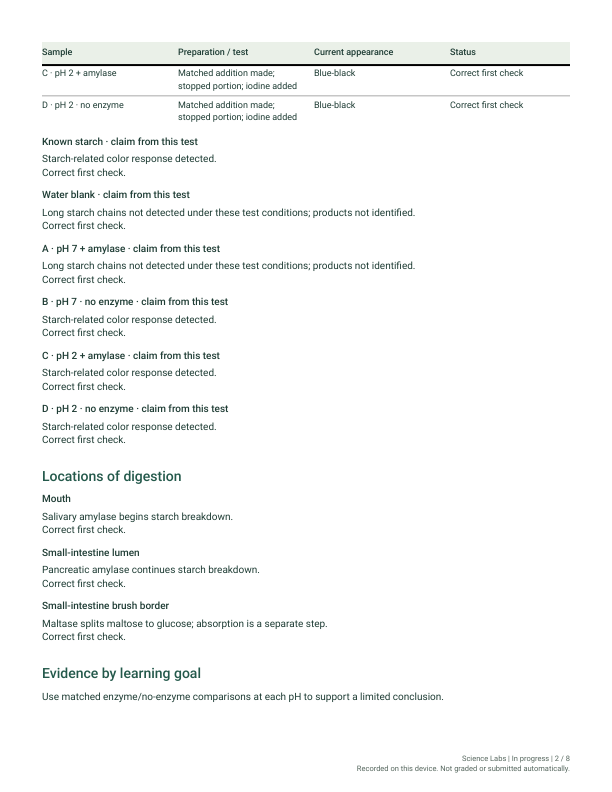 Sample Preparation / test Current appearance Status
C · pH 2 + amylase Matched addition made; Blue-black Correct first check
stopped portion; iodine added
D · pH 2 · no enzyme Matched addition made; Blue-black Correct first check
stopped portion; iodine added
Known starch · claim from this test
Starch-related color response detected.
Correct first check.
Water blank · claim from this test
Long starch chains not detected under these test conditions; products not identified.
Correct first check.
A · pH 7 + amylase · claim from this test
Long starch chains not detected under these test conditions; products not identified.
Correct first check.
B · pH 7 · no enzyme · claim from this test
Starch-related color response detected.
Correct first check.
C · pH 2 + amylase · claim from this test
Starch-related color response detected.
Correct first check.
D · pH 2 · no enzyme · claim from this test
Starch-related color response detected.
Correct first check.
Locations of digestion
Mouth
Salivary amylase begins starch breakdown.
Correct first check.
Small-intestine lumen
Pancreatic amylase continues starch breakdown.
Correct first check.
Small-intestine brush border
Maltase splits maltose to glucose; absorption is a separate step.
Correct first check.
Evidence by learning goal
Use matched enzyme/no-enzyme comparisons at each pH to support a limited conclusion.
Science Labs | In progress | 2 / 8
Recorded on this device. Not graded or submitted automatically.